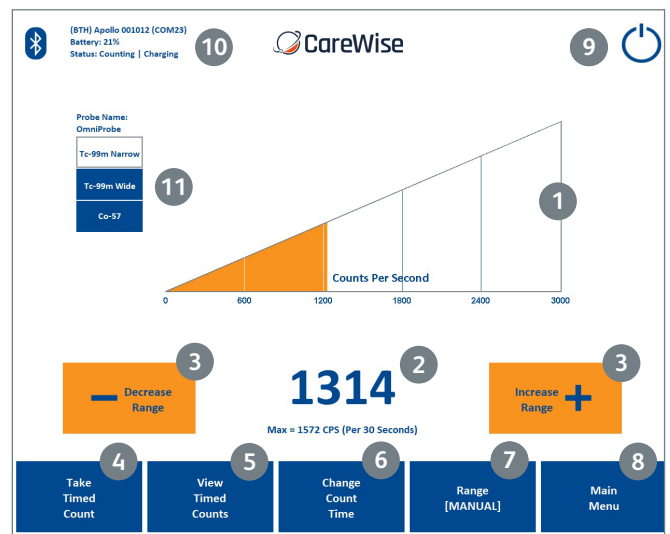 (BTH) Apollo 001012 (COM23)
Battery: 21%
Status: Counting | Charging
10
CareWise
9
Probe Name:
OmniProbe
Tc-99m Narrow
Tc-99m Wide
Co-57
11
1
Counts Per Second
0 600 1200 1800 2400 3000
3
Decrease
Range
1314
2
Max = 1572 CPS (Per 30 Seconds)
3
Increase
Range
4
Take
Timed
Count
5
View
Timed
Counts
6
Change
Count
Time
7
Range
[MANUAL]
8
Main
Menu